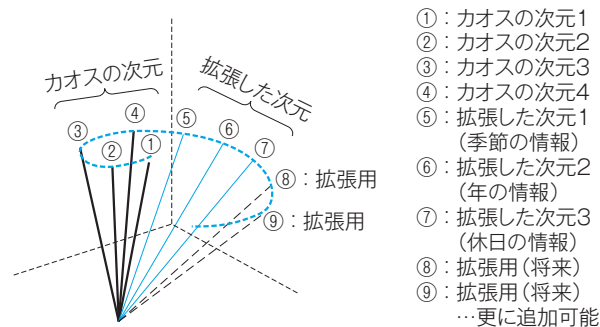 カオスの次元
拡張した次元
③
②
④
①
⑤
⑥
⑦
⑧：拡張用
⑨：拡張用
①：カオスの次元1
②：カオスの次元2
③：カオスの次元3
④：カオスの次元4
⑤：拡張した次元1
（季節の情報）
⑥：拡張した次元2
（年の情報）
⑦：拡張した次元3
（休日の情報）
⑧：拡張用（将来）
⑨：拡張用（将来）
…更に追加可能